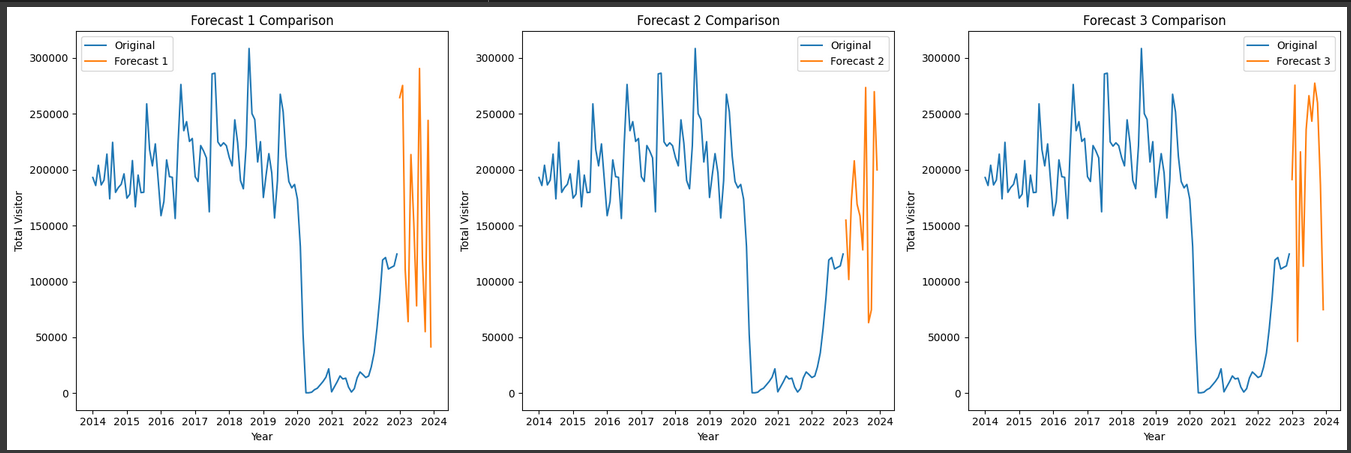 Forecast 1 Comparison
Original
Forecast 1
300000
250000
200000
150000
100000
50000
0
Total Visitor
2014 2015 2016 2017 2018 2019 2020 2021 2022 2023 2024
Year
Forecast 2 Comparison
Original
Forecast 2
300000
250000
200000
150000
100000
50000
0
Total Visitor
2014 2015 2016 2017 2018 2019 2020 2021 2022 2023 2024
Year
Forecast 3 Comparison
Original
Forecast 3
300000
250000
200000
150000
100000
50000
0
Total Visitor
2014 2015 2016 2017 2018 2019 2020 2021 2022 2023 2024
Year